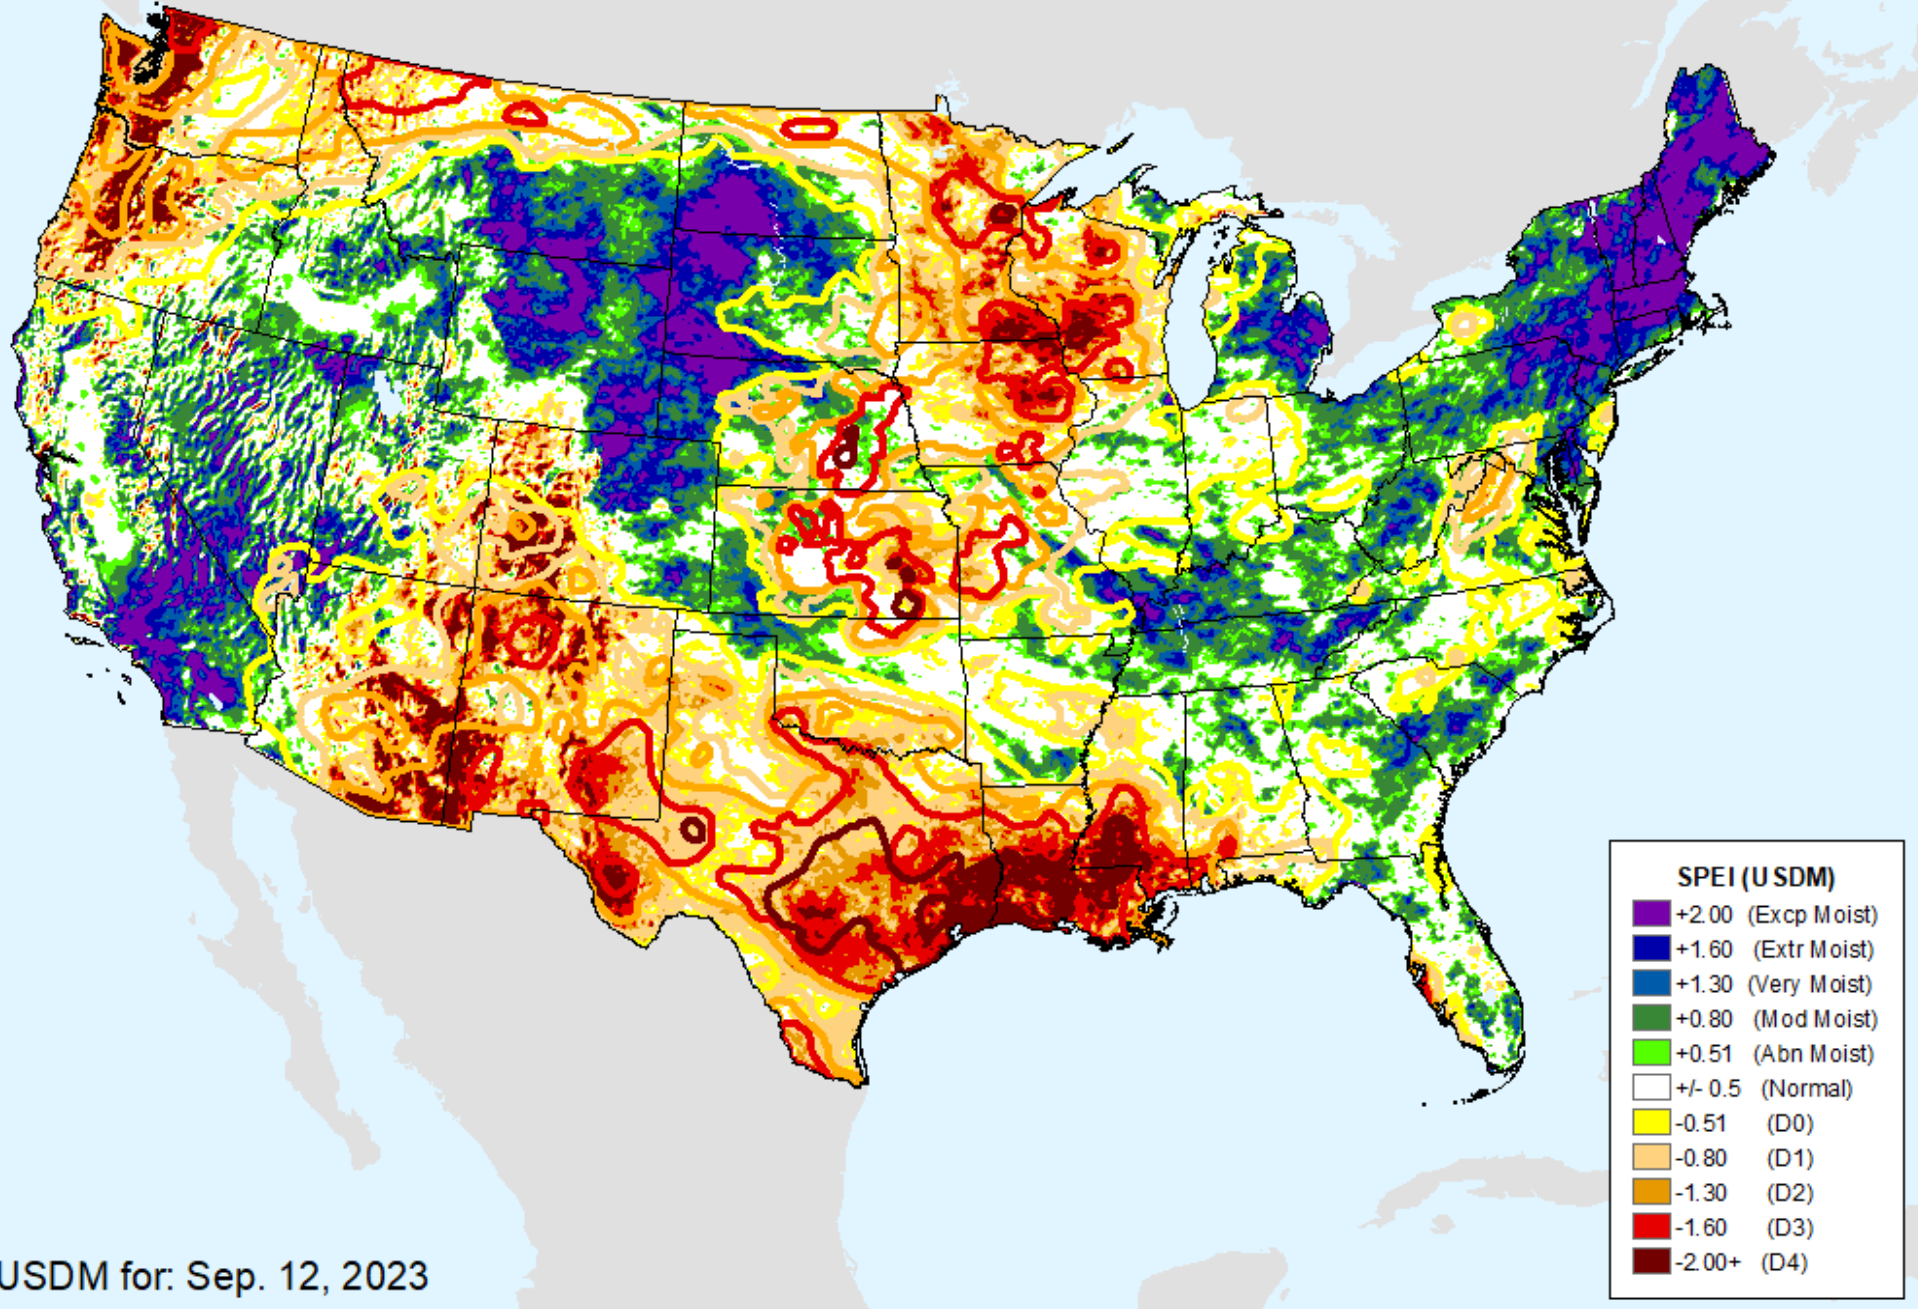 SPEI (USDM)
+2.00 (Excp Moist)
+1.60 (Extr Moist)
+1.30 (Very Moist)
+0.80 (Mod Moist)
+0.51 (Abn Moist)
+/- 0.5 (Normal)
-0.51 (D0)
-0.80 (D1)
-1.30 (D2)
-1.60 (D3)
-2.00+ (D4)
USDM for: Sep. 12, 2023